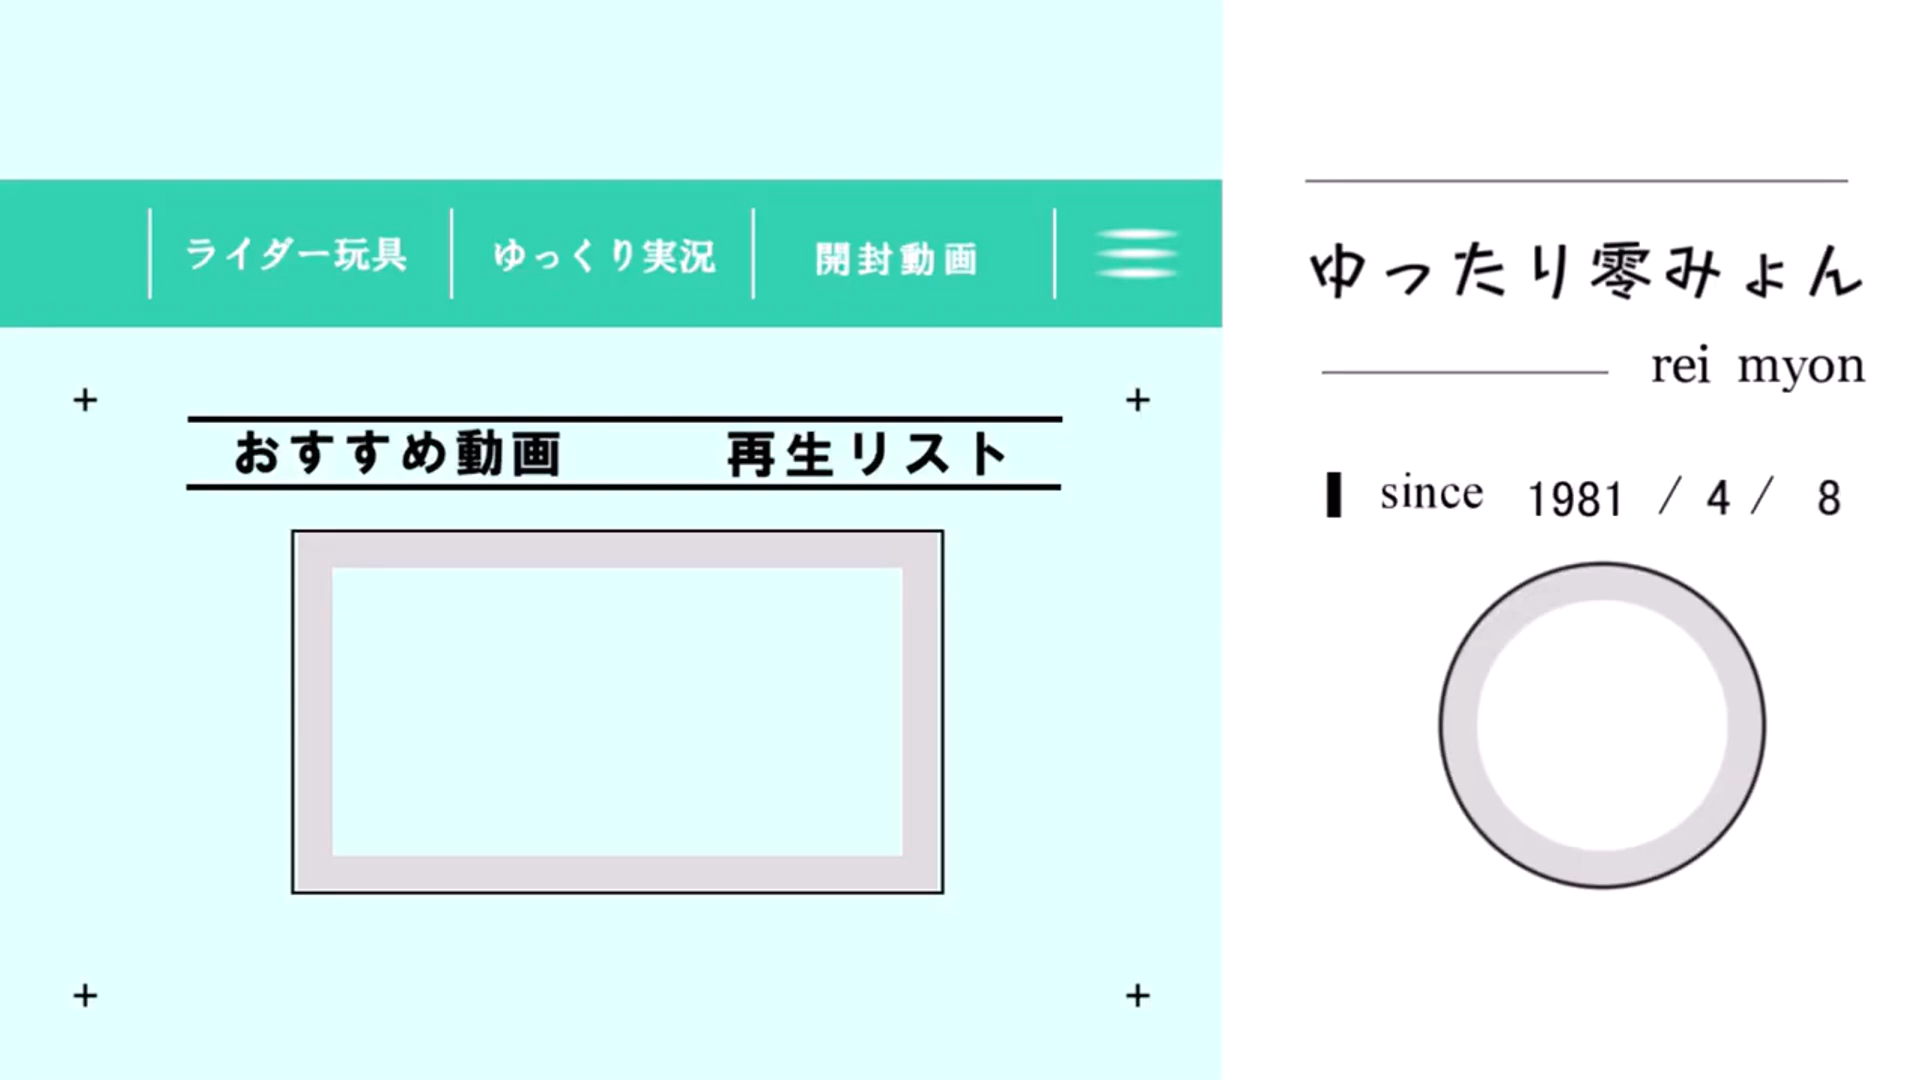 ライダー玩具
ゆっくり実況
開封動画
おすすめ動画 再生リスト
ゆったり零みょん
rei myon
since 1981 / 4 / 8